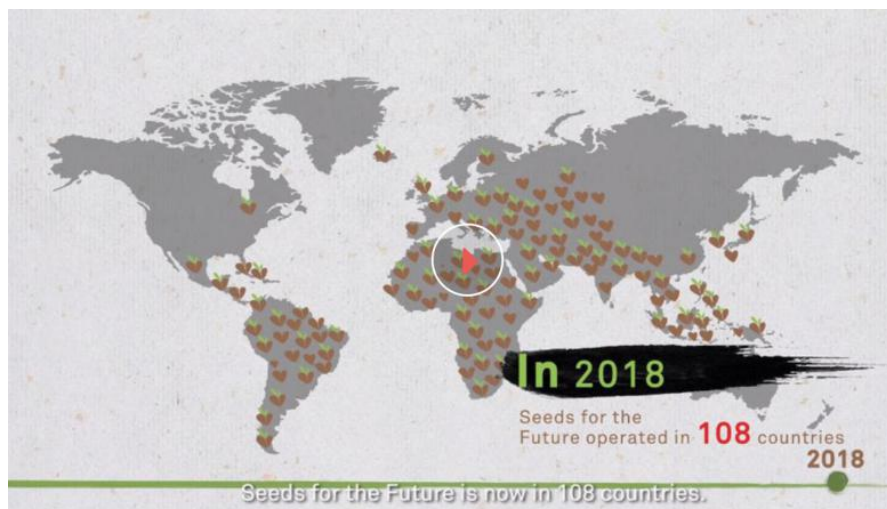 In 2018
Seeds for the
Future operated in 108 countries
2018
Seeds for the Future is now in 108 countries.